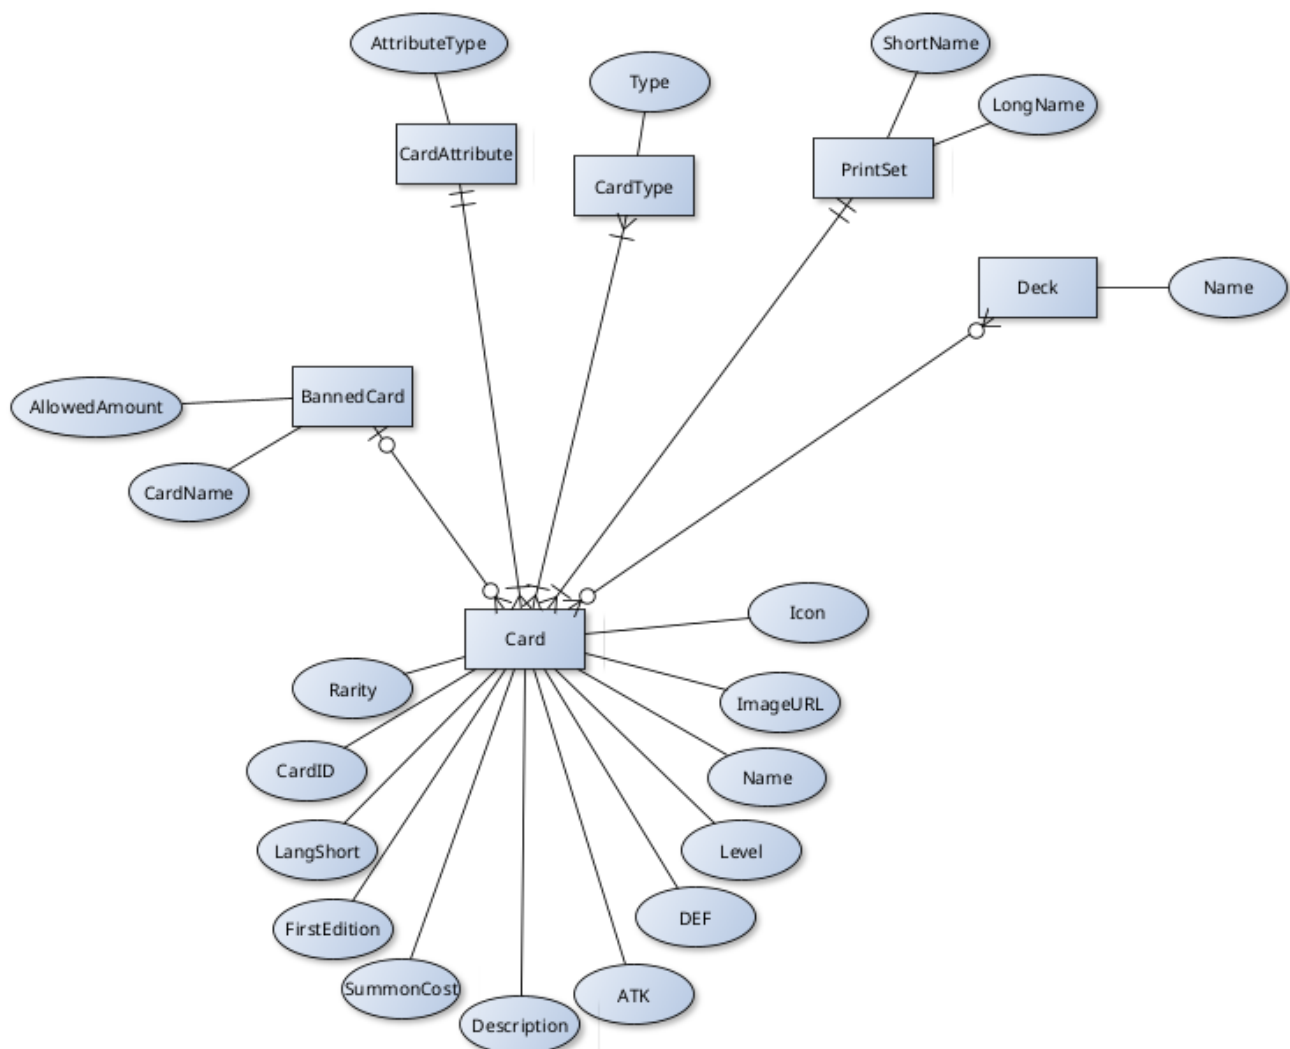 AttributeType
ShortName
Type
LongName
CardAttribute
PrintSet
CardType
Deck
Name
BannedCard
AllowedAmount
CardName
Icon
Card
Rarity
ImageURL
CardID
Name
LangShort
Level
FirstEdition
DEF
SummonCost
ATK
Description